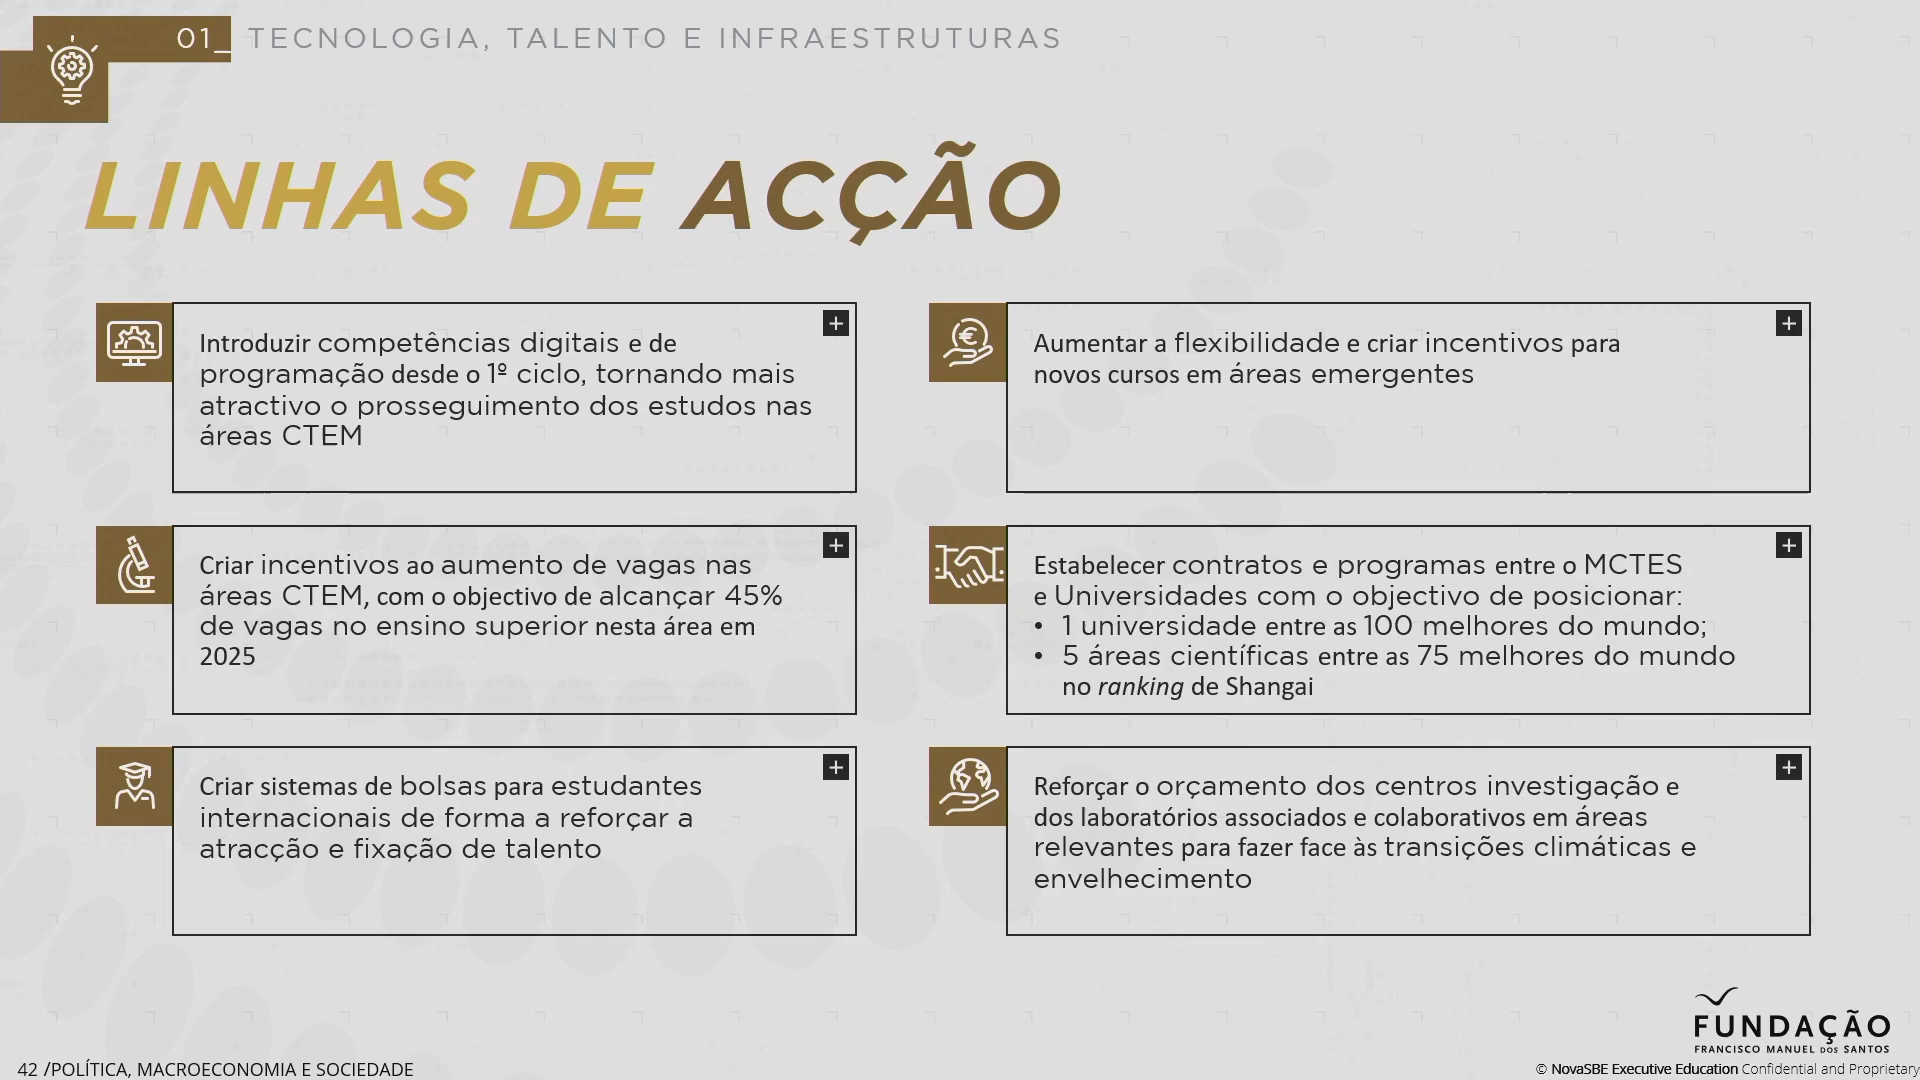 01_ TECNOLOGIA, TALENTO E INFRAESTRUTURAS
LINHAS DE ACÇÃO
Introduzir competências digitais e de
programação desde o 1º ciclo, tornando mais
atractivo o prosseguimento dos estudos nas
áreas CTEM
Aumentar a flexibilidade e criar incentivos para
novos cursos em áreas emergentes
Criar incentivos ao aumento de vagas nas
áreas CTEM, com o objectivo de alcançar 45%
de vagas no ensino superior nesta área em
2025
Estabelecer contratos e programas entre o MCTES
e Universidades com o objectivo de posicionar:
• 1 universidade entre as 100 melhores do mundo;
• 5 áreas científicas entre as 75 melhores do mundo
no ranking de Shangai
Criar sistemas de bolsas para estudantes
internacionais de forma a reforçar a
atracção e fixação de talento
Reforçar o orçamento dos centros investigação e
dos laboratórios associados e colaborativos em áreas
relevantes para fazer face às transições climáticas e
envelhecimento
FUNDAÇÃO
FRANCISCO MANUEL DOS SANTOS
42 /POLÍTICA, MACROECONOMIA E SOCIEDADE
© NovaSBE Executive Education Confidential and Proprietary